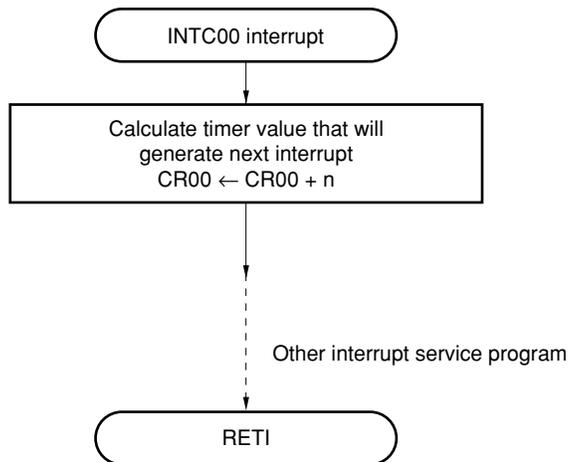 INTC00 interrupt
Calculate timer value that will
generate next interrupt
CR00 ← CR00 + n
Other interrupt service program
RETI